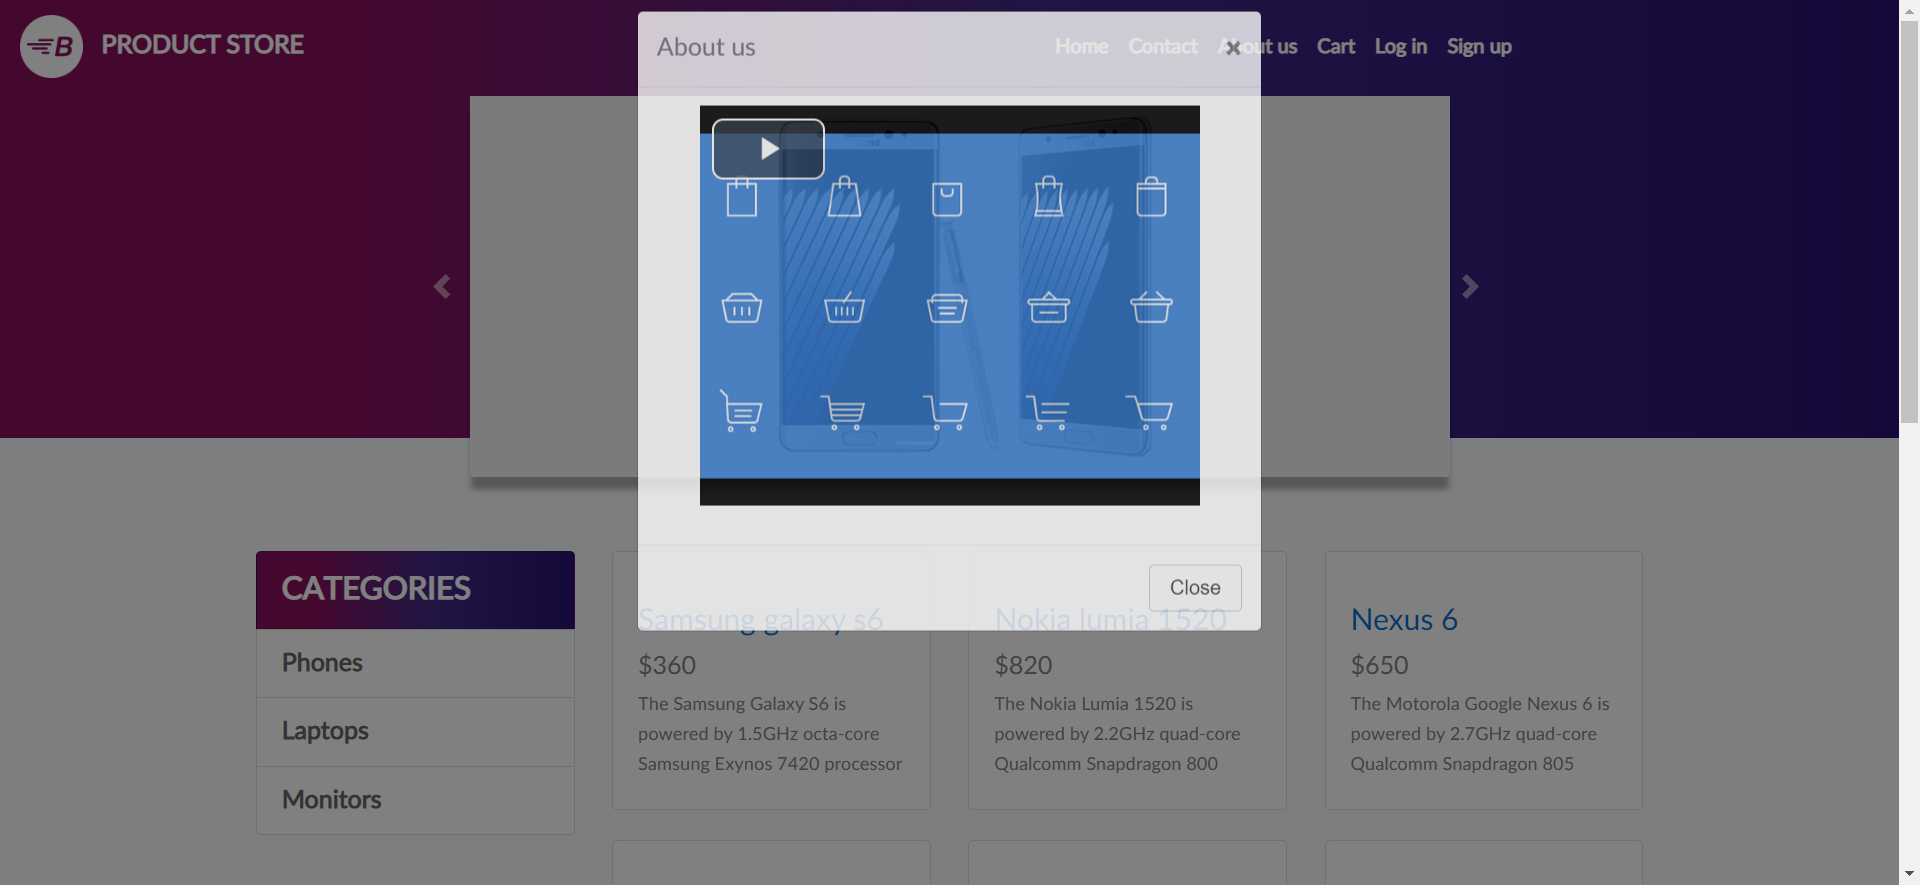 B PRODUCT STORE
Home Contact About us Cart Log in Sign up
About us ×
Close
CATEGORIES
Phones
Laptops
Monitors
Samsung galaxy s6
$360
The Samsung Galaxy S6 is
powered by 1.5GHz octa-core
Samsung Exynos 7420 processor
Nokia lumia 1520
$820
The Nokia Lumia 1520 is
powered by 2.2GHz quad-core
Qualcomm Snapdragon 800
Nexus 6
$650
The Motorola Google Nexus 6 is
powered by 2.7GHz quad-core
Qualcomm Snapdragon 805